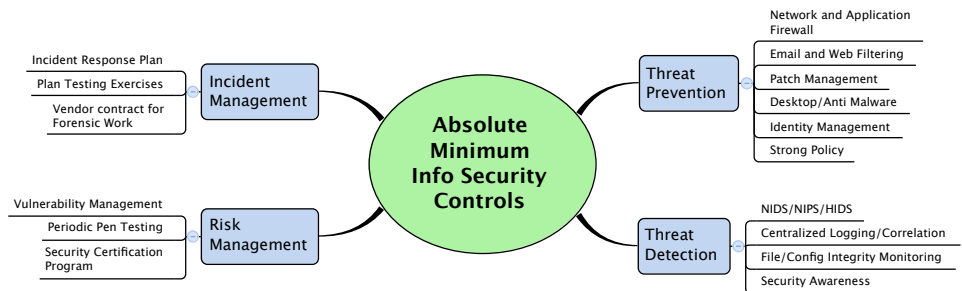 Absolute
Minimum
Info Security
Controls
Incident
Management
Incident Response Plan
Plan Testing Exercises
Vendor contract for
Forensic Work
Risk
Management
Vulnerability Management
Periodic Pen Testing
Security Certification
Program
Threat
Prevention
Network and Application
Firewall
Email and Web Filtering
Patch Management
Desktop/Anti Malware
Identity Management
Strong Policy
Threat
Detection
NIDS/NIPS/HIDS
Centralized Logging/Correlation
File/Config Integrity Monitoring
Security Awareness